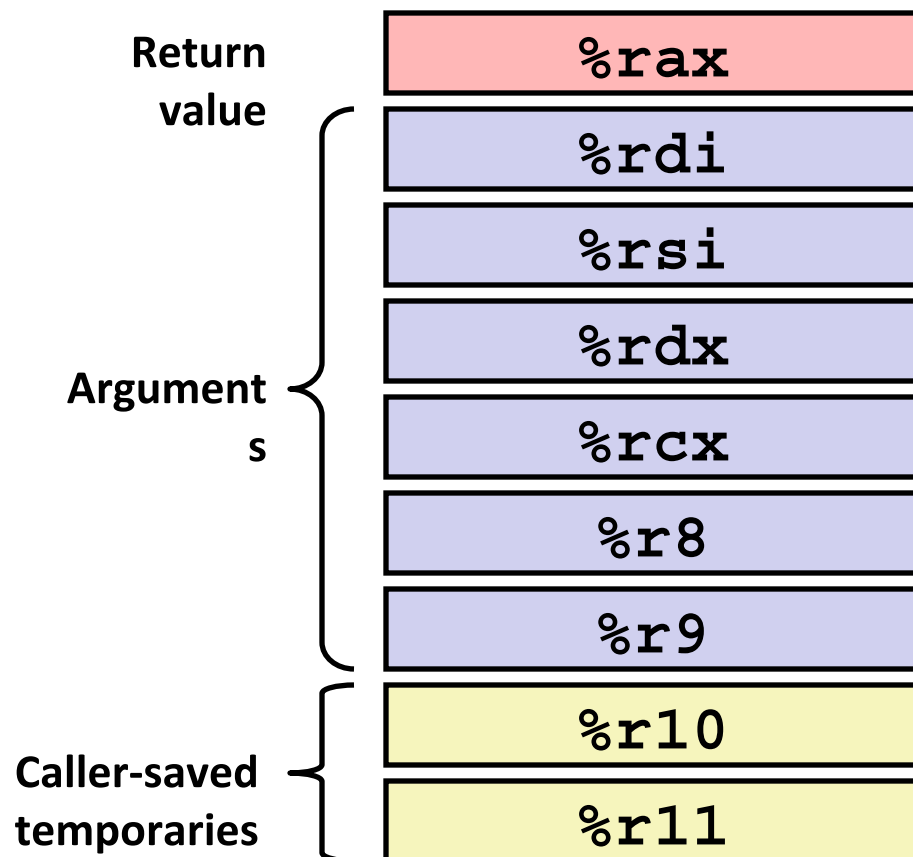 Return
value
%rax
%rdi
%rsi
%rdx
Argument
s
%rcx
%r8
%r9
%r10
Caller-saved
temporaries
%r11